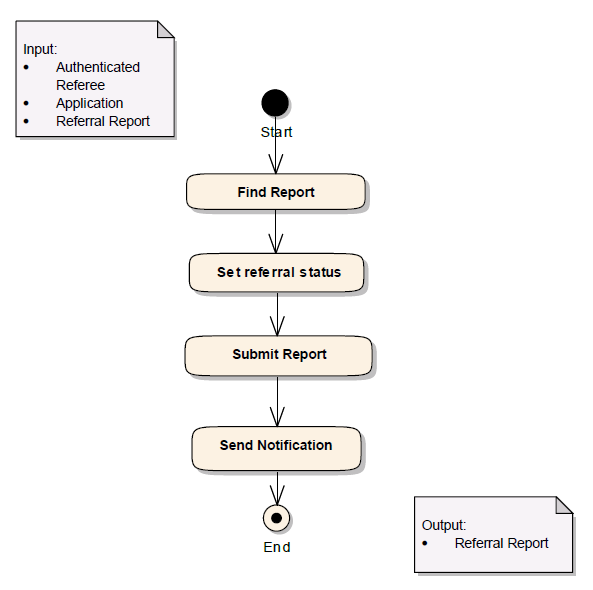 Input:
• Authenticated
Referee
• Application
• Referral Report
Start
Find Report
Set referral status
Submit Report
Send Notification
End
Output:
• Referral Report